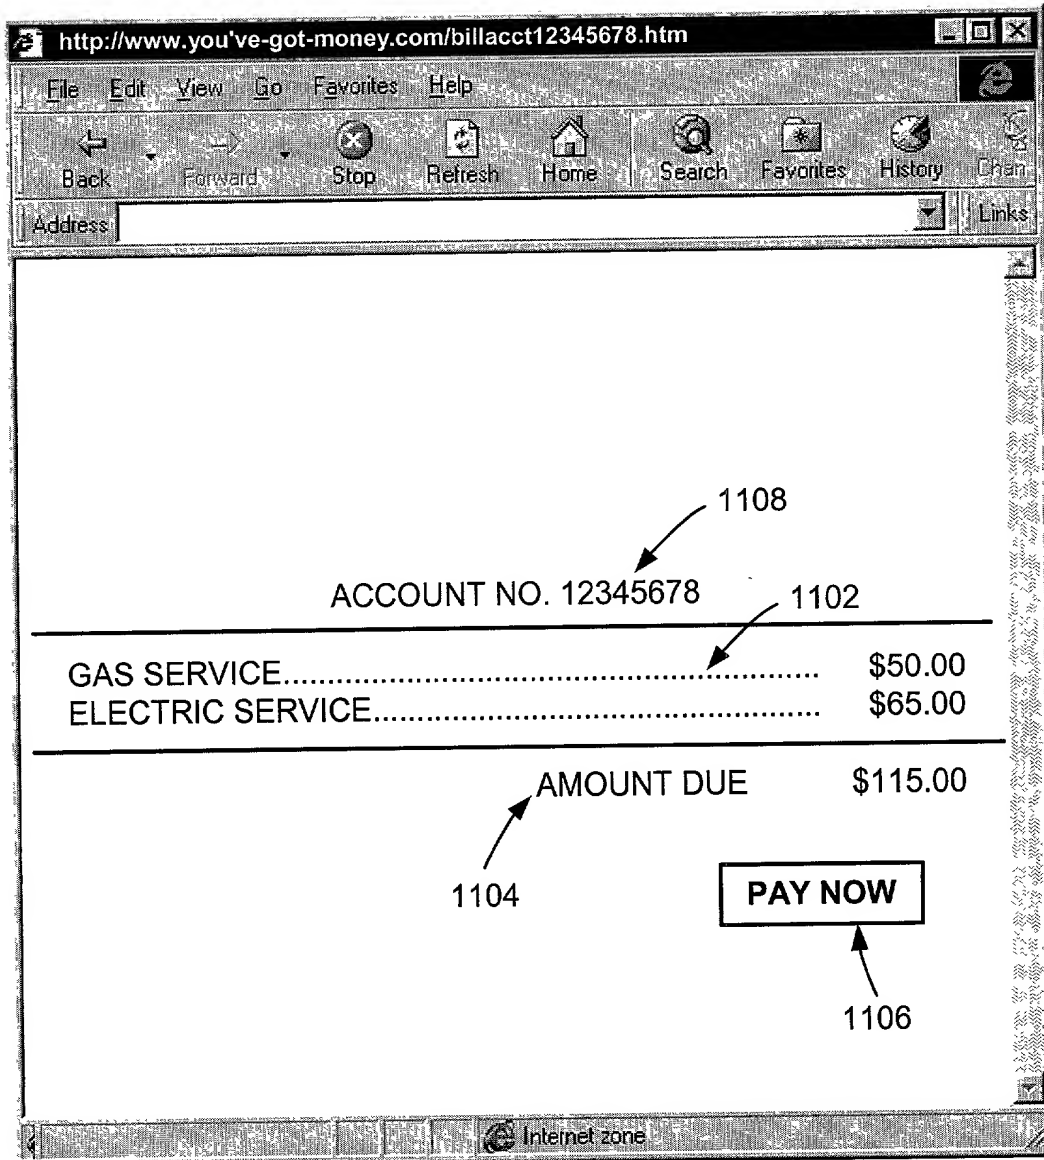 http://www.you've-got-money.com/billacct12345678.htm
File Edit View Go Favorites Help
Back Forward Stop Refresh Home Search Favorites History Chan
Address Links
1108
ACCOUNT NO. 12345678
1102
GAS SERVICE............................................................ $50.00
ELECTRIC SERVICE.................................................. $65.00
AMOUNT DUE $115.00
1104
PAY NOW
1106
Internet zone